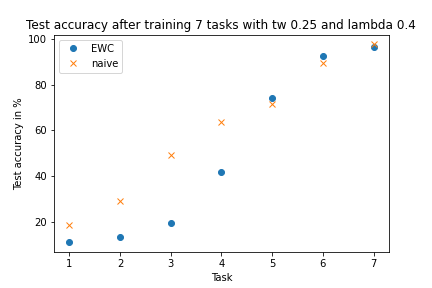 Test accuracy after training 7 tasks with tw 0.25 and lambda 0.4
EWC
naive
Test accuracy in %
100
80
60
40
20
1 2 3 4 5 6 7
Task